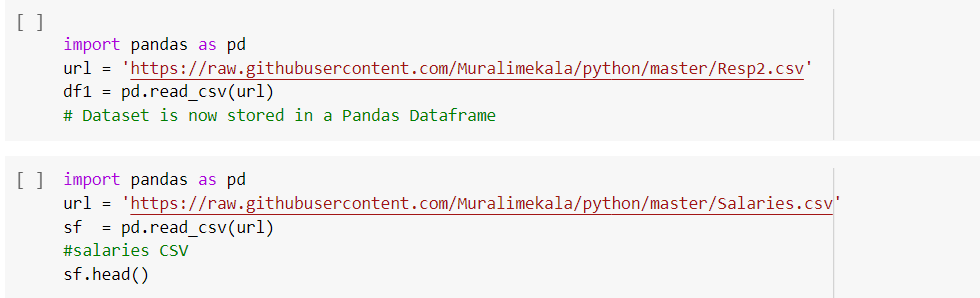 [ ]
import pandas as pd
url = 'https://raw.githubusercontent.com/Muralimekala/python/master/Resp2.csv'
df1 = pd.read_csv(url)
# Dataset is now stored in a Pandas Dataframe
[ ] import pandas as pd
url = 'https://raw.githubusercontent.com/Muralimekala/python/master/Salaries.csv'
sf  = pd.read_csv(url)
#salaries CSV
sf.head()